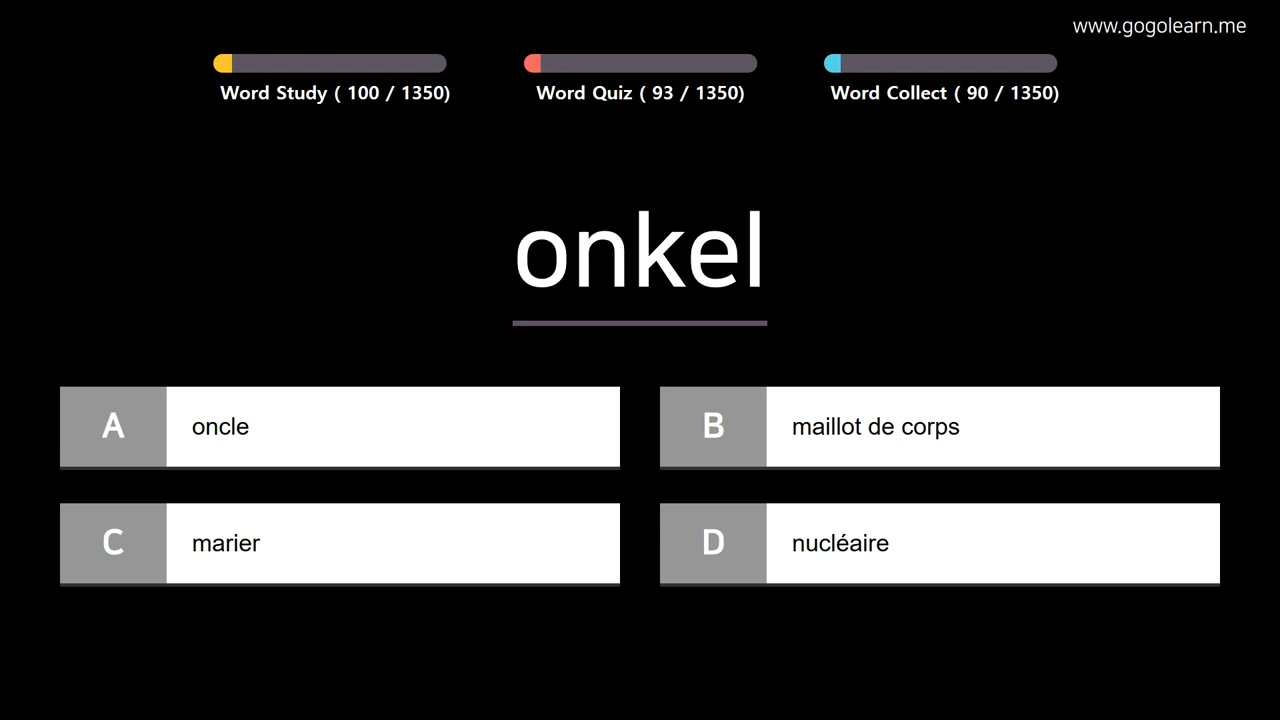 www.gogolearn.me
Word Study ( 100 / 1350)
Word Quiz ( 93 / 1350)
Word Collect ( 90 / 1350)
onkel
A
oncle
B
maillot de corps
C
marier
D
nucléaire